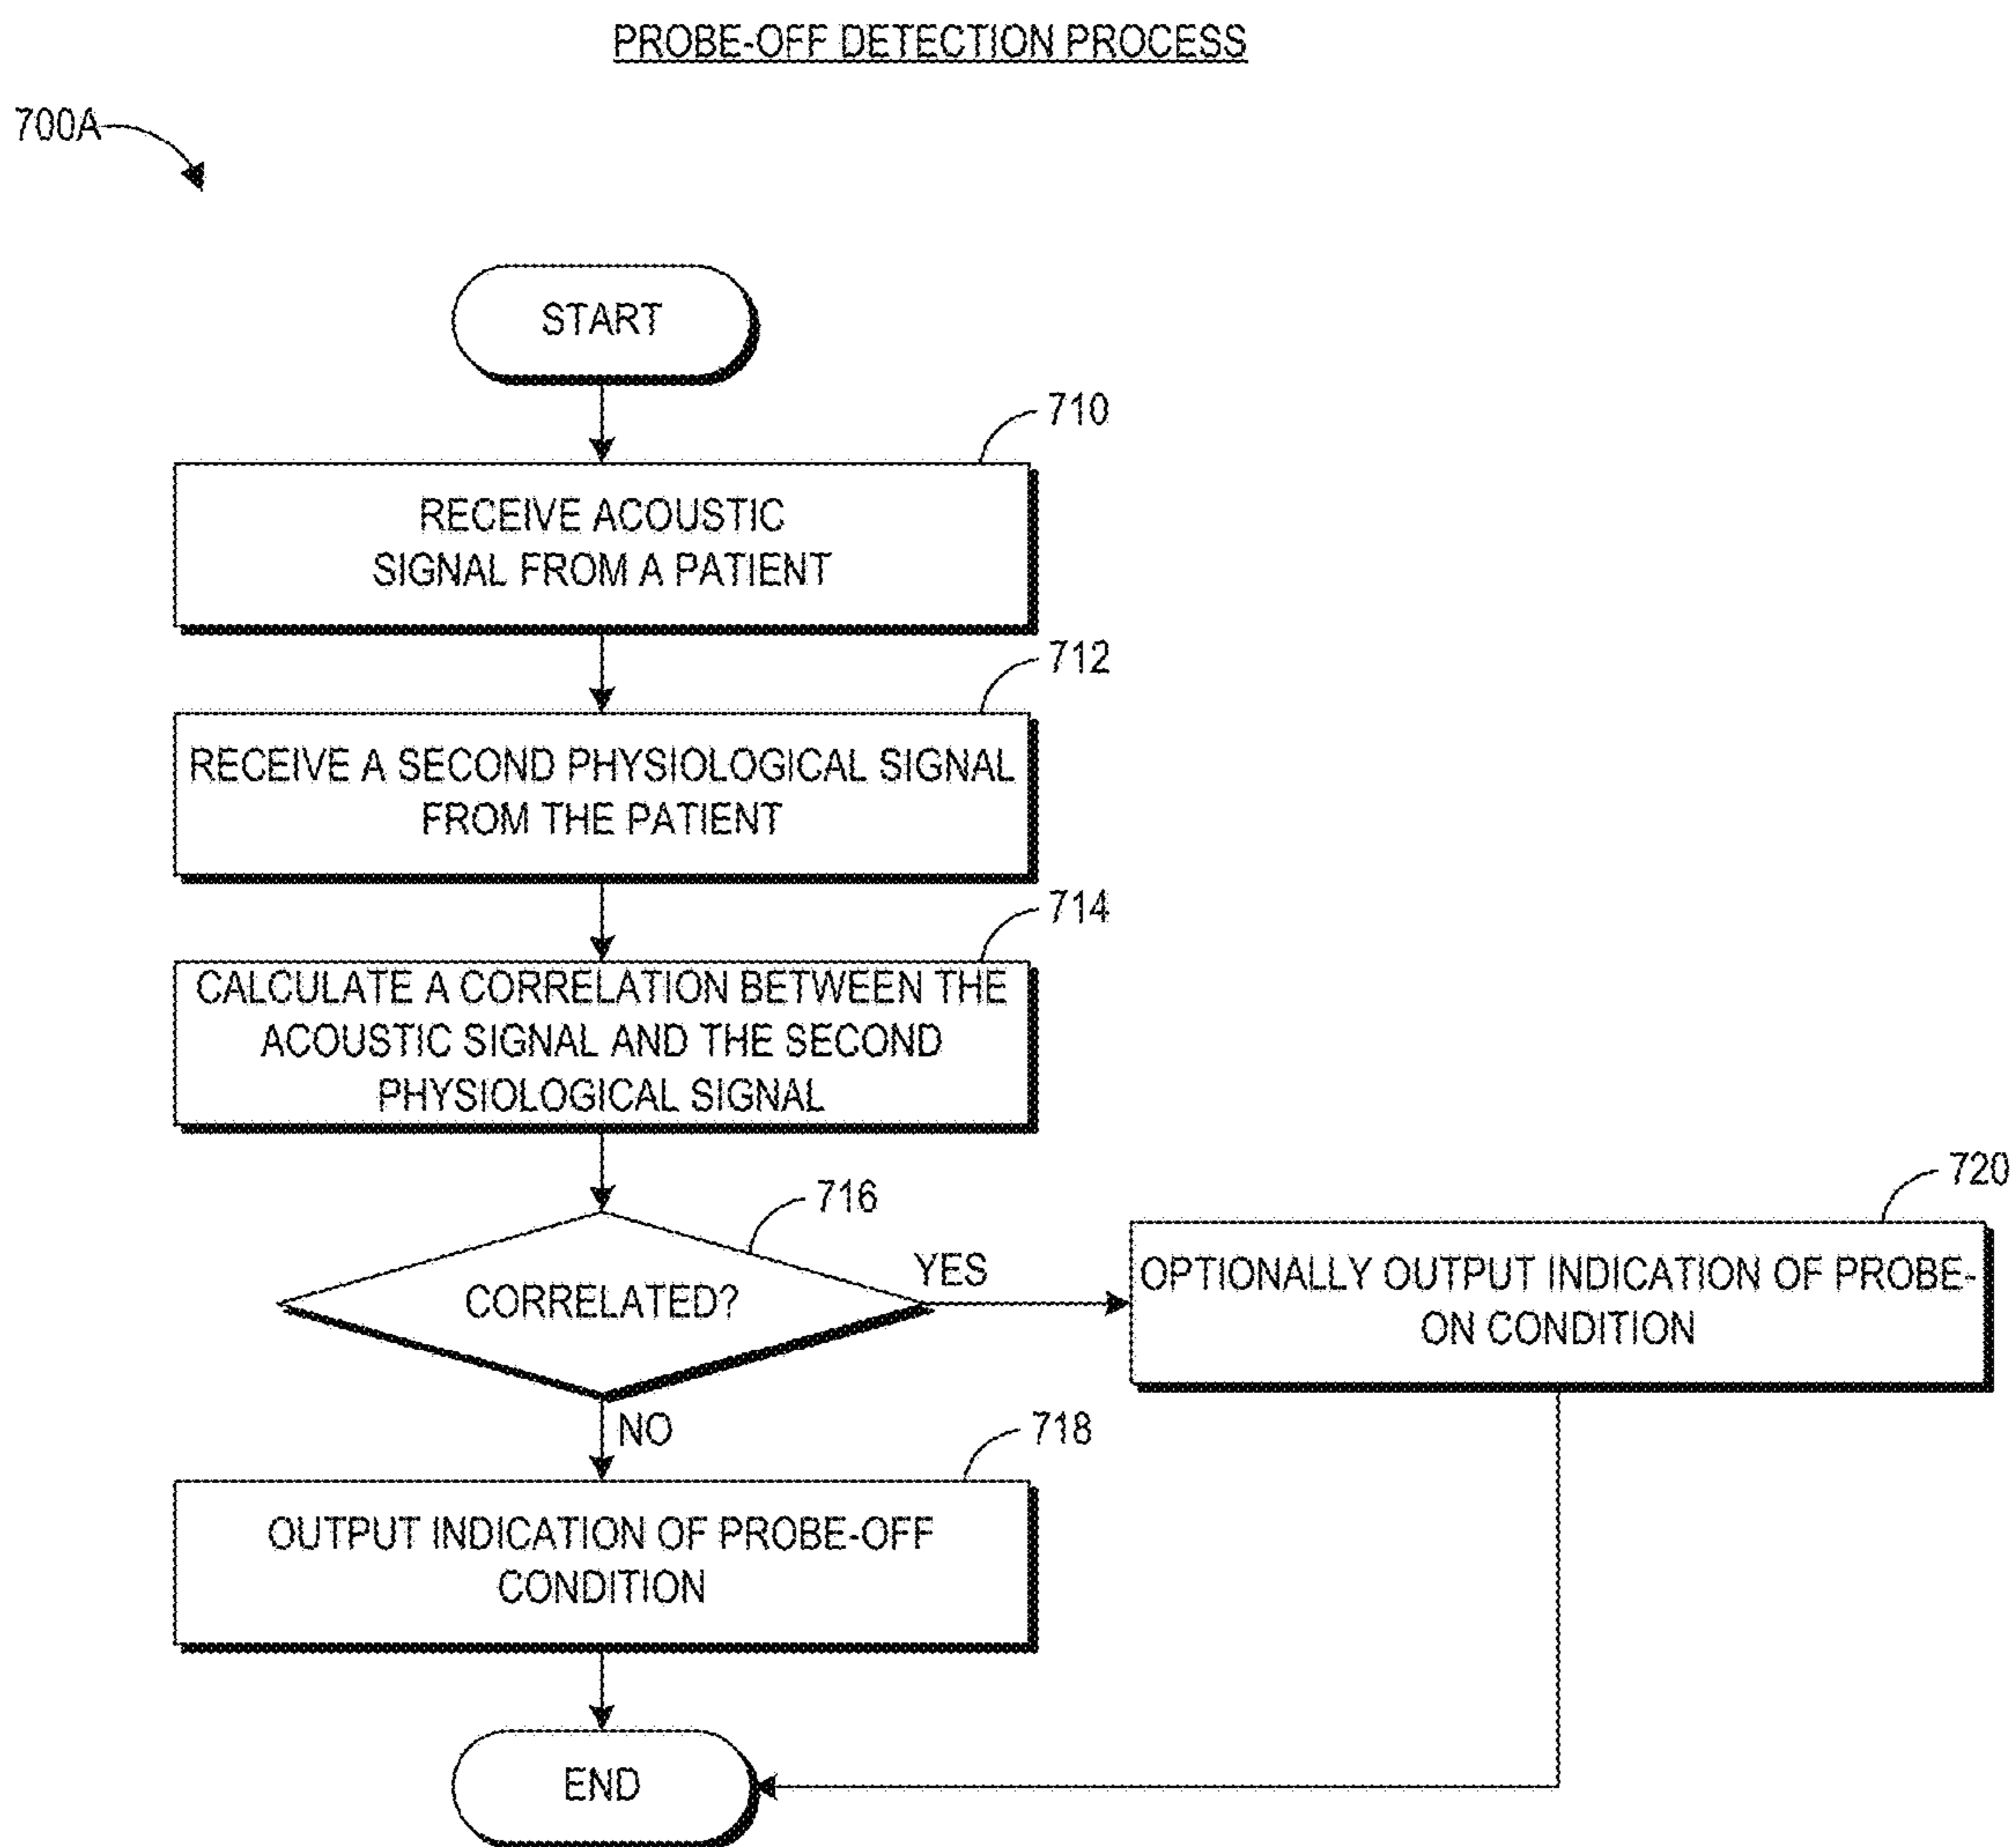 PROBE-OFF DETECTION PROCESS
700A
START
710
RECEIVE ACOUSTIC
SIGNAL FROM A PATIENT
712
RECEIVE A SECOND PHYSIOLOGICAL SIGNAL
FROM THE PATIENT
714
CALCULATE A CORRELATION BETWEEN THE
ACOUSTIC SIGNAL AND THE SECOND
PHYSIOLOGICAL SIGNAL
716
CORRELATED?
YES
720
OPTIONALLY OUTPUT INDICATION OF PROBE-
ON CONDITION
NO
718
OUTPUT INDICATION OF PROBE-OFF
CONDITION
END